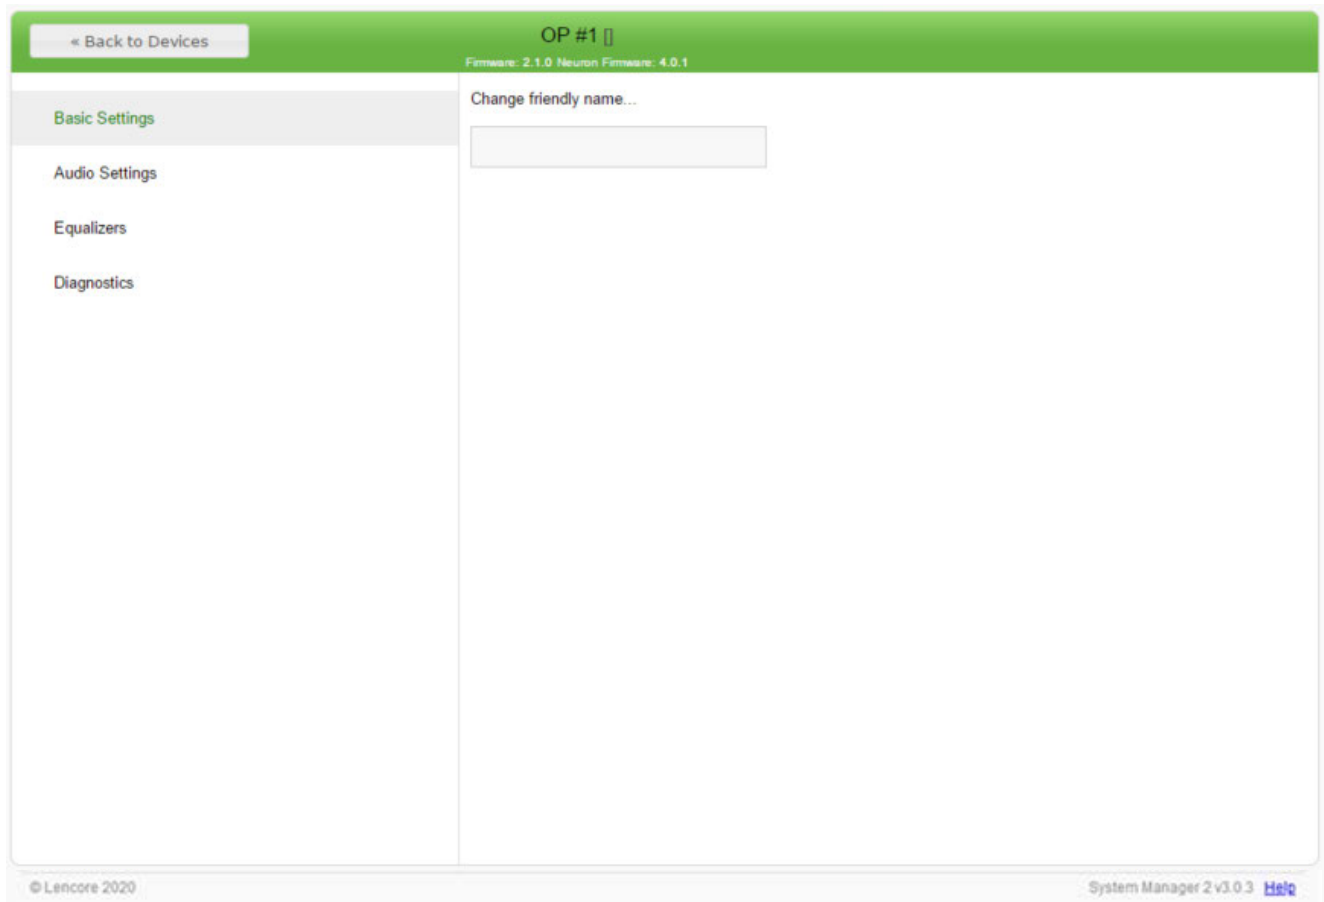 « Back to Devices
OP #1 []
Firmware: 2.1.0 Neuron Firmware: 4.0.1
Basic Settings
Audio Settings
Equalizers
Diagnostics
Change friendly name...
© Lencore 2020
System Manager 2 v3.0.3 Help